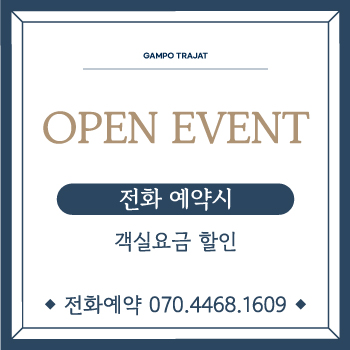 GAMPO TRAJAT
OPEN EVENT
전화 예약시
객실요금 할인
◆ 전화예약 070.4468.1609 ◆